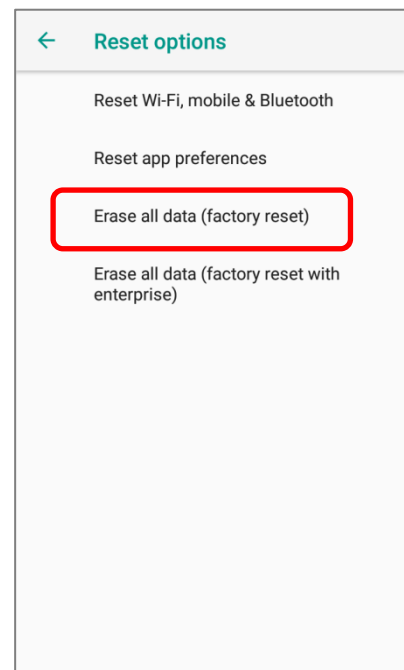 Reset options
Reset Wi-Fi, mobile & Bluetooth
Reset app preferences
Erase all data (factory reset)
Erase all data (factory reset with
enterprise)